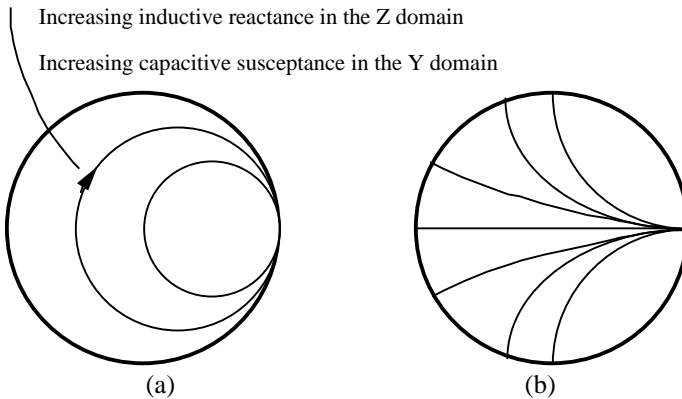 Increasing inductive reactance in the Z domain
Increasing capacitive susceptance in the Y domain
(a)
(b)